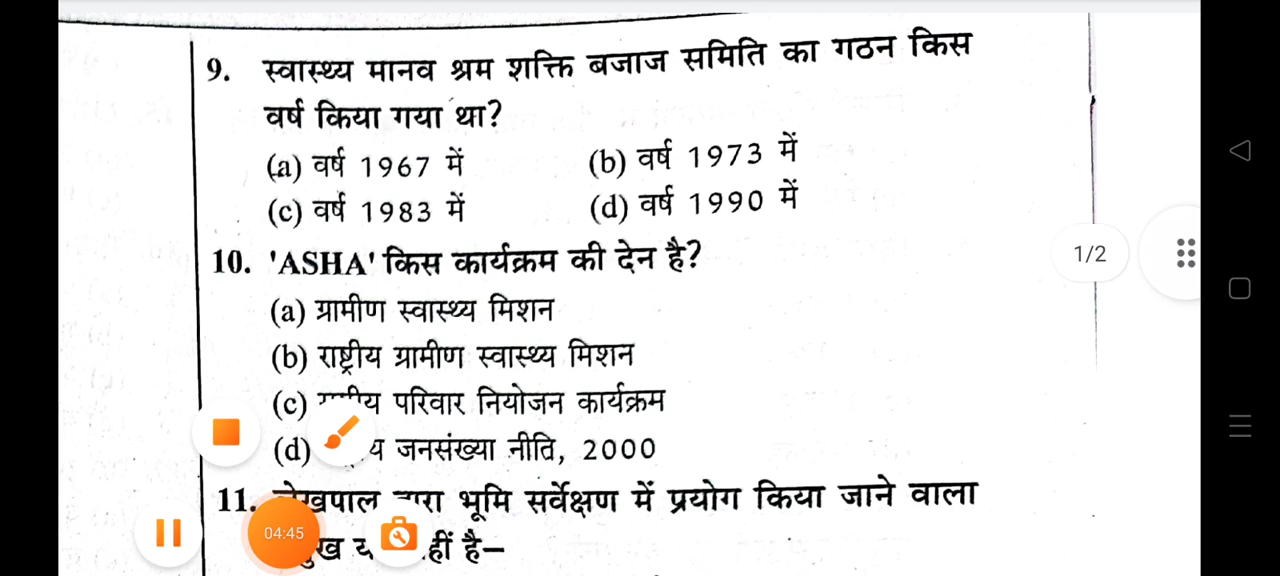 9. स्वास्थ्य मानव श्रम शक्ति बजाज समिति का गठन किस
वर्ष किया गया था?
(a) वर्ष 1967 में (b) वर्ष 1973 में
(c) वर्ष 1983 में (d) वर्ष 1990 में
1/2
10. 'ASHA' किस कार्यक्रम की देन है?
(a) ग्रामीण स्वास्थ्य मिशन
(b) राष्ट्रीय ग्रामीण स्वास्थ्य मिशन
(c) परिवार नियोजन कार्यक्रम
(d) जनसंख्या नीति, 2000
11. भूमि सर्वेक्षण में प्रयोग किया जाने वाला
है–
04:45